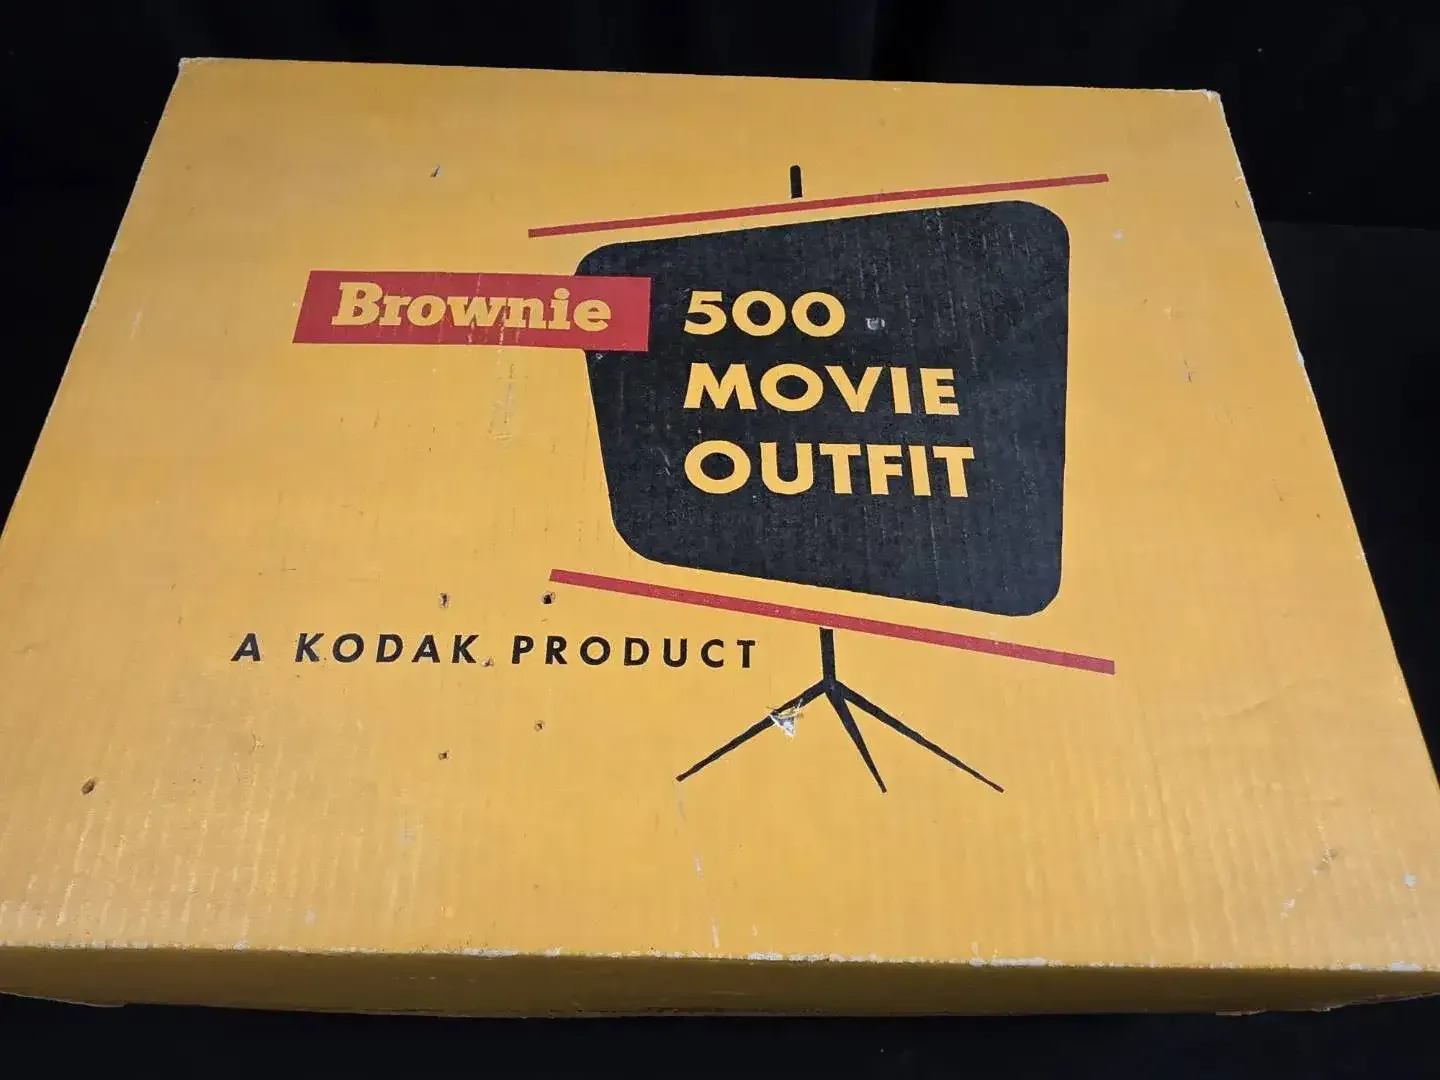 Brownie
500
MOVIE
OUTFIT
A KODAK PRODUCT